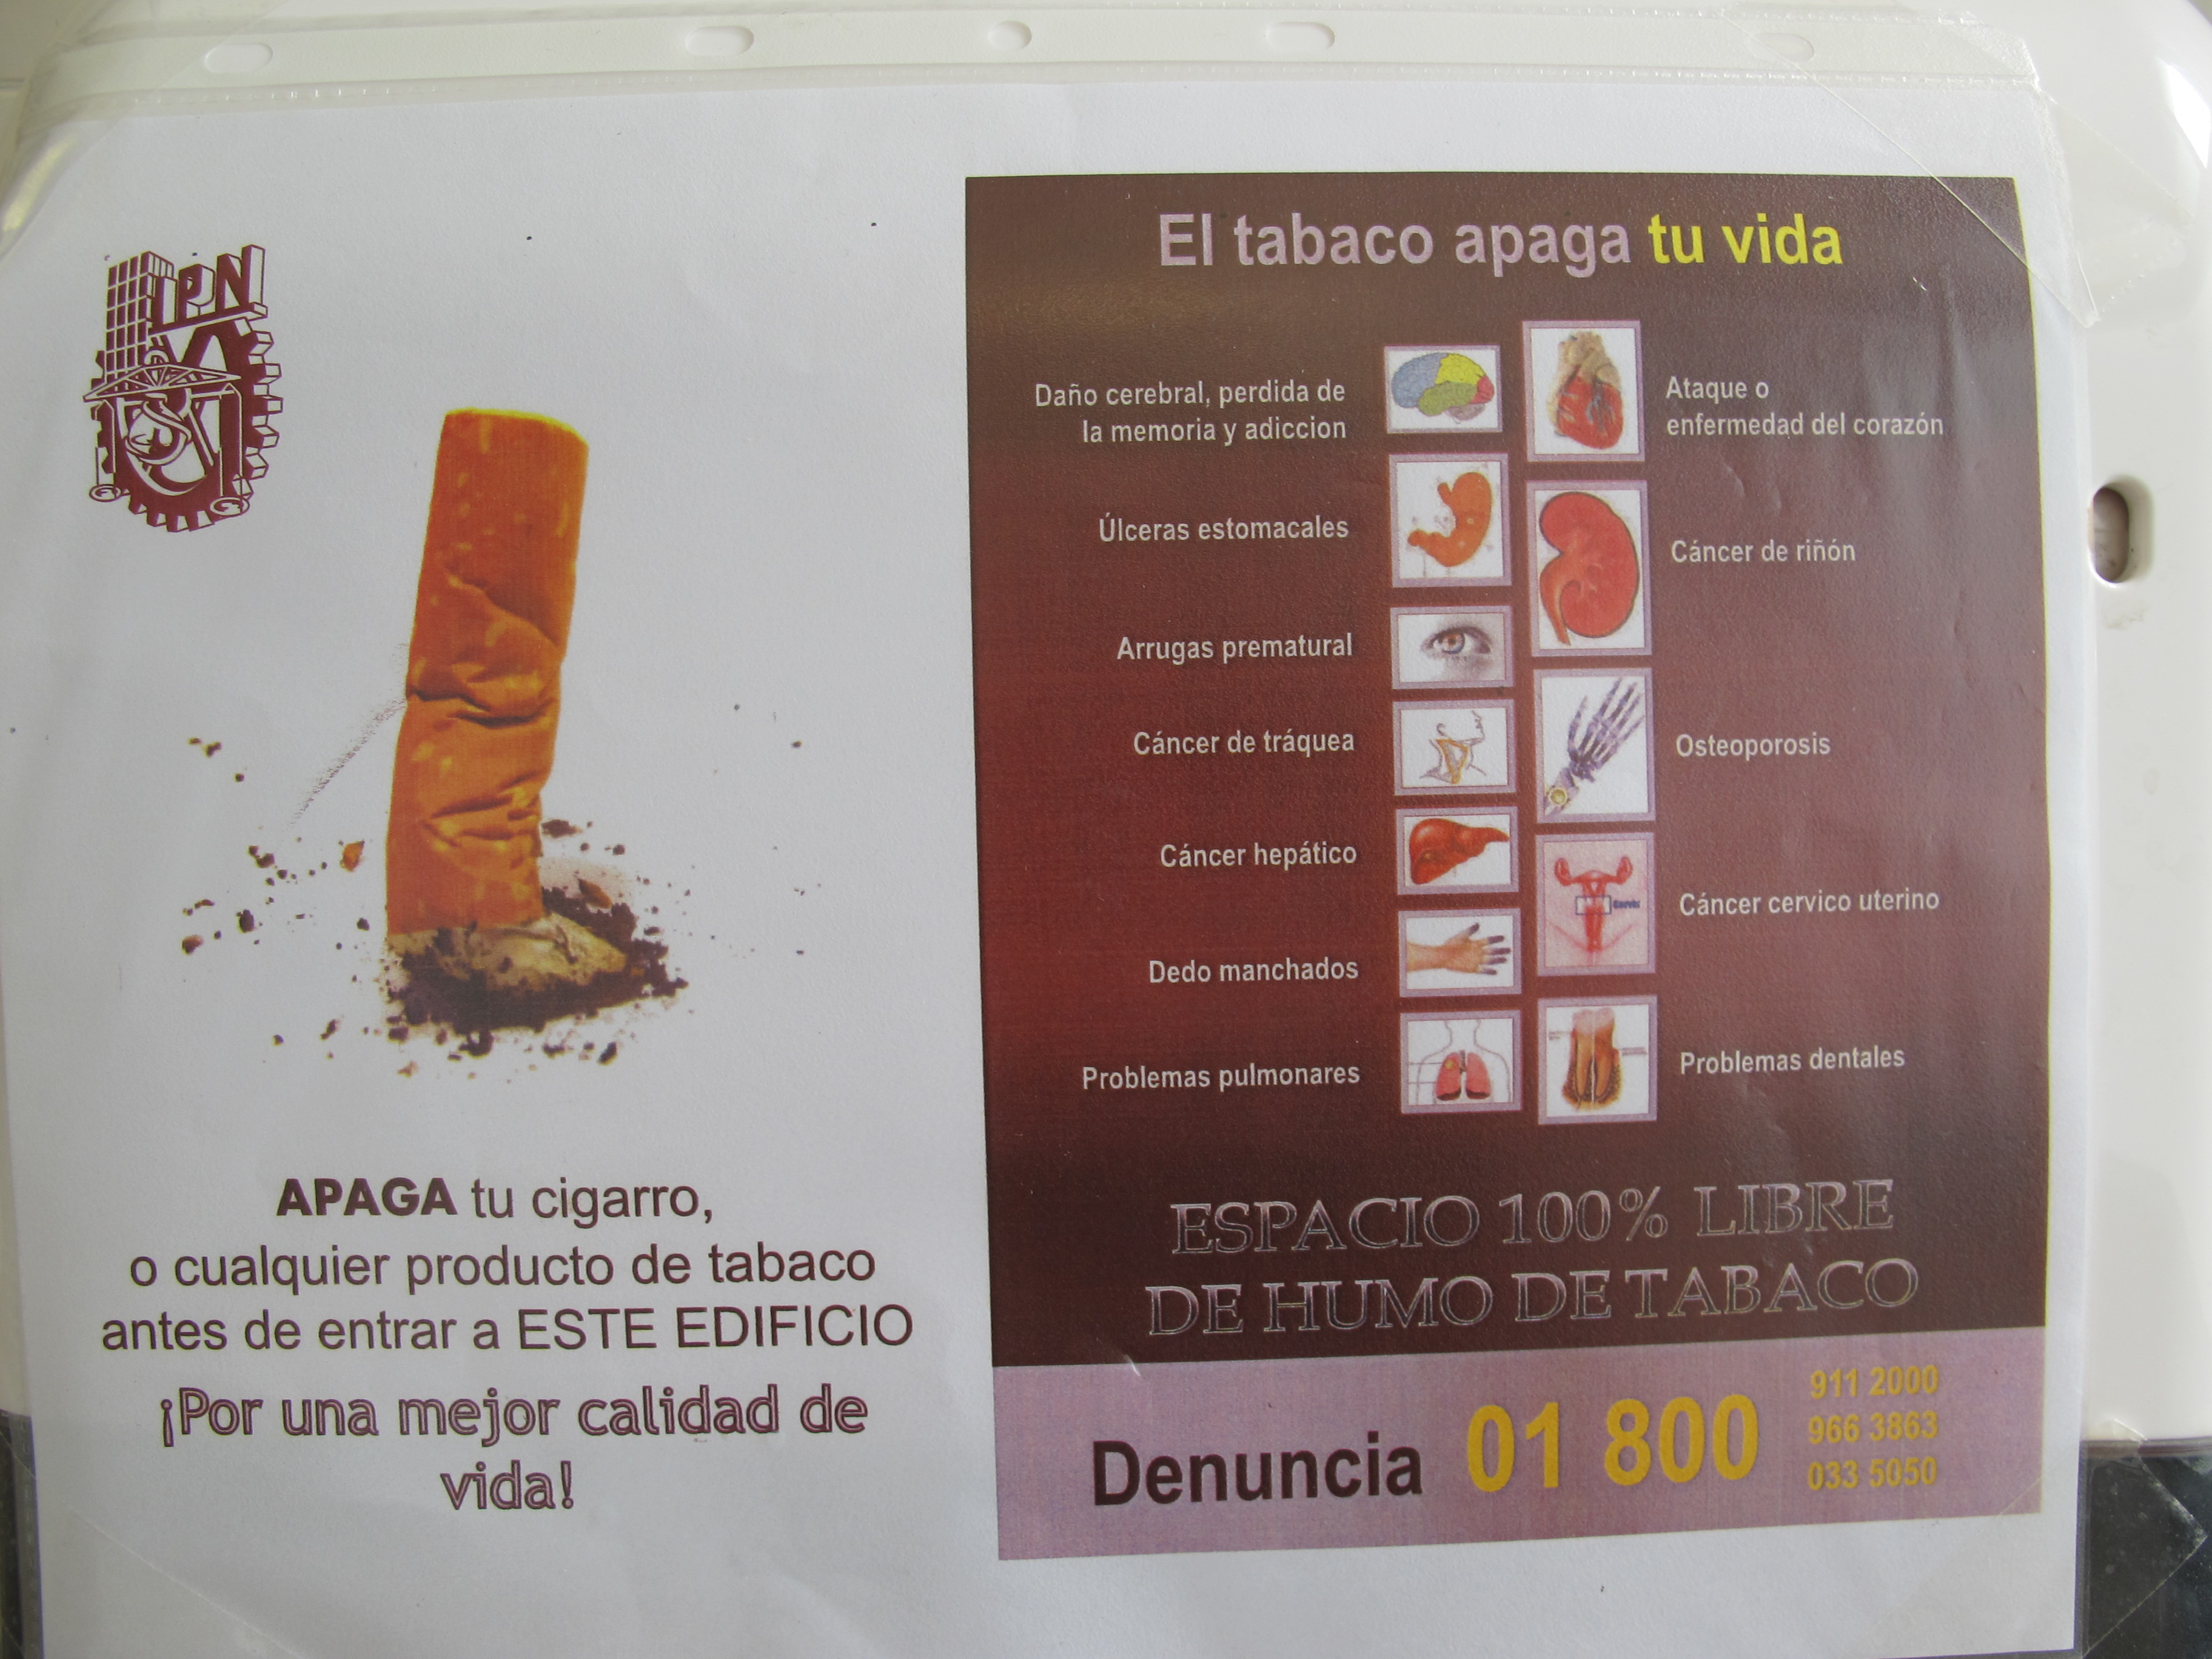 IPN
APAGA tu cigarro,
o cualquier producto de tabaco
antes de entrar a ESTE EDIFICIO
¡Por una mejor calidad de
vida!
El tabaco apaga tu vida
Daño cerebral, perdida de
la memoria y adiccion
Úlceras estomacales
Arrugas prematural
Cáncer de tráquea
Cáncer hepático
Dedo manchados
Problemas pulmonares
Ataque o
enfermedad del corazón
Cáncer de riñón
Osteoporosis
Cáncer cervico uterino
Problemas dentales
ESPACIO 100% LIBRE
DE HUMO DE TABACO
Denuncia 01 800
911 2000
966 3863
033 5050